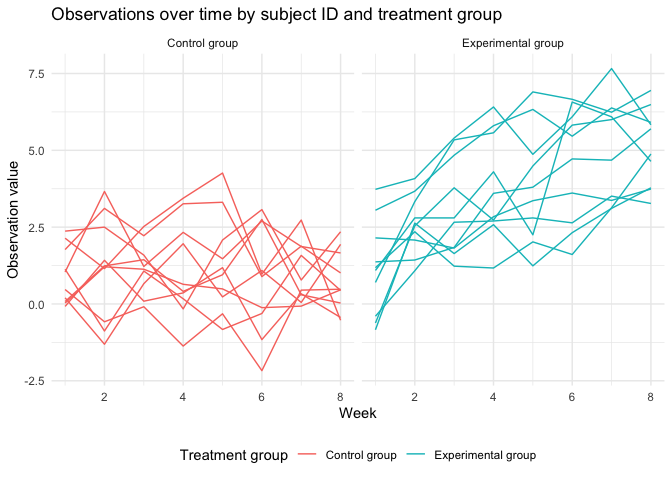 Observations over time by subject ID and treatment group
Control group
Experimental group
7.5
5.0
2.5
0.0
-2.5
Observation value
2 4 6 8
2 4 6 8
Week
Treatment group Control group Experimental group